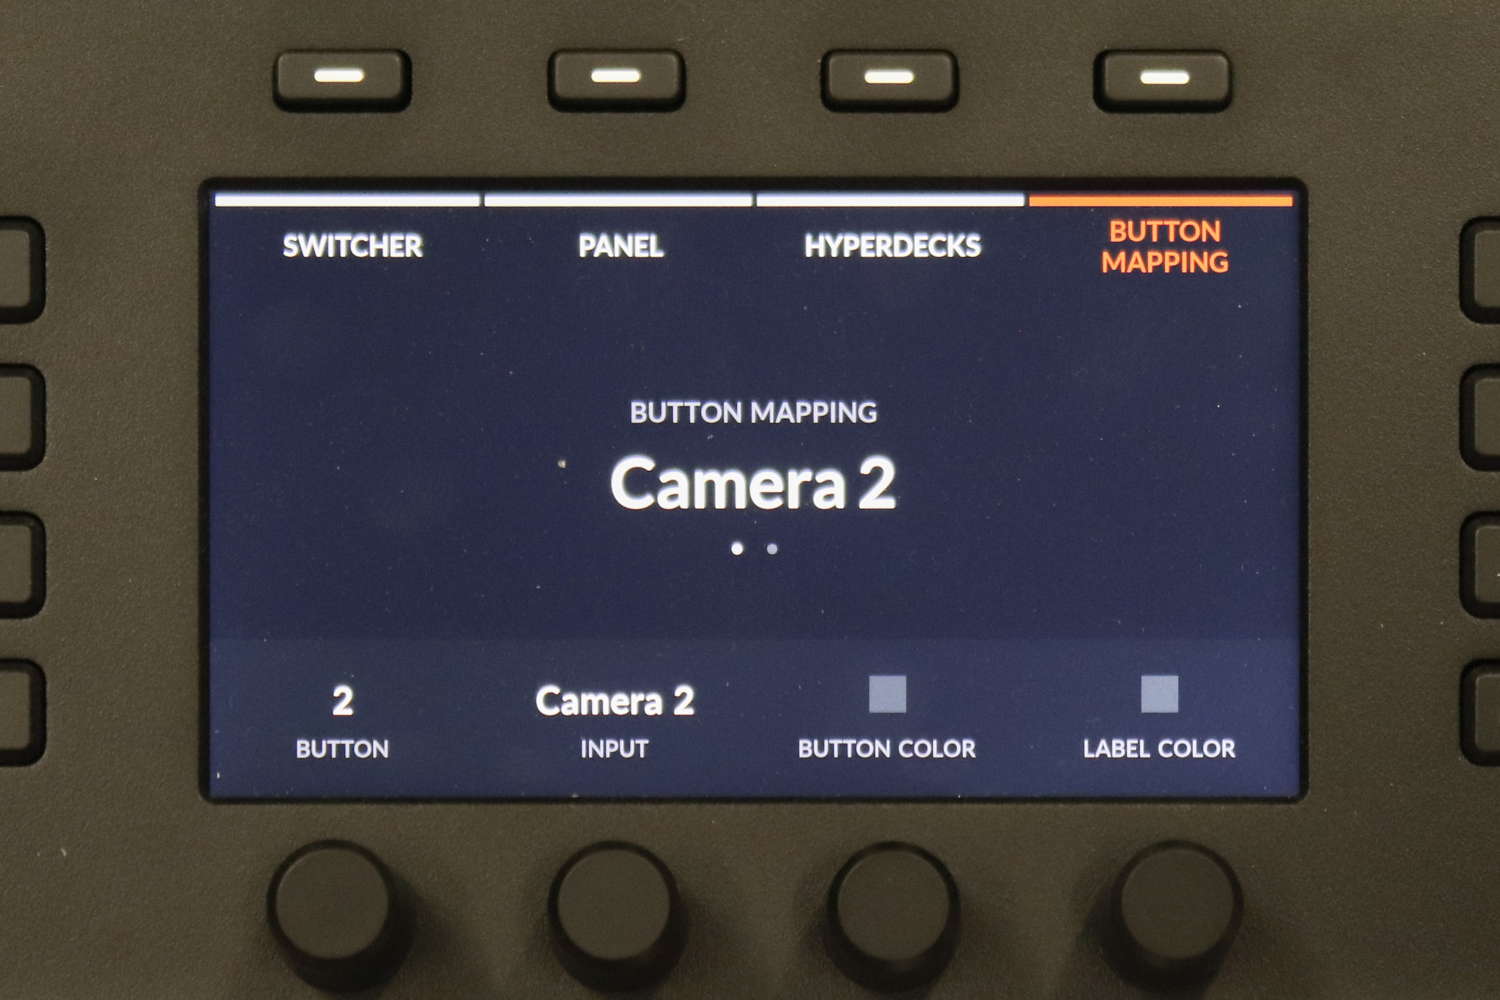 SWITCHER
PANEL
HYPERDECKS
BUTTON
MAPPING
BUTTON MAPPING
Camera 2
2
BUTTON
Camera 2
INPUT
BUTTON COLOR
LABEL COLOR